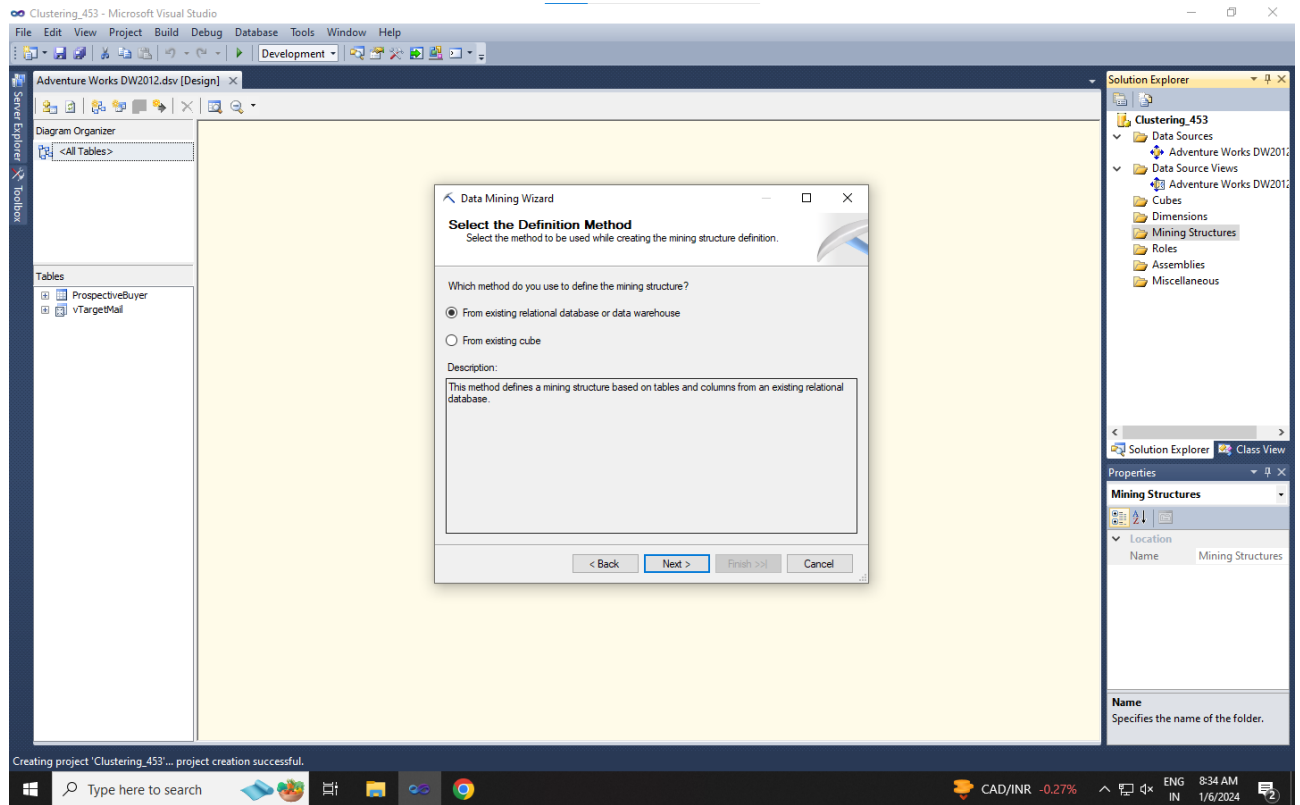 Clustering_453 - Microsoft Visual Studio
File Edit View Project Build Debug Database Tools Window Help
Development
Adventure Works DW2012.dsv [Design]
Server Explorer
Toolbox
Diagram Organizer
<All Tables>
Tables
ProspectiveBuyer
vTargetMail
Data Mining Wizard
Select the Definition Method
Select the method to be used while creating the mining structure definition.
Which method do you use to define the mining structure?
From existing relational database or data warehouse
From existing cube
Description:
This method defines a mining structure based on tables and columns from an existing relational
database.
< Back Next > Finish >>| Cancel
Solution Explorer
Clustering_453
Data Sources
Adventure Works DW2012
Data Source Views
Adventure Works DW2012
Cubes
Dimensions
Mining Structures
Roles
Assemblies
Miscellaneous
Solution Explorer Class View
Properties
Mining Structures
Location
Name Mining Structures
Name
Specifies the name of the folder.
Creating project 'Clustering_453'... project creation successful.
Type here to search
CAD/INR -0.27%
ENG
IN
8:34 AM
1/6/2024
2